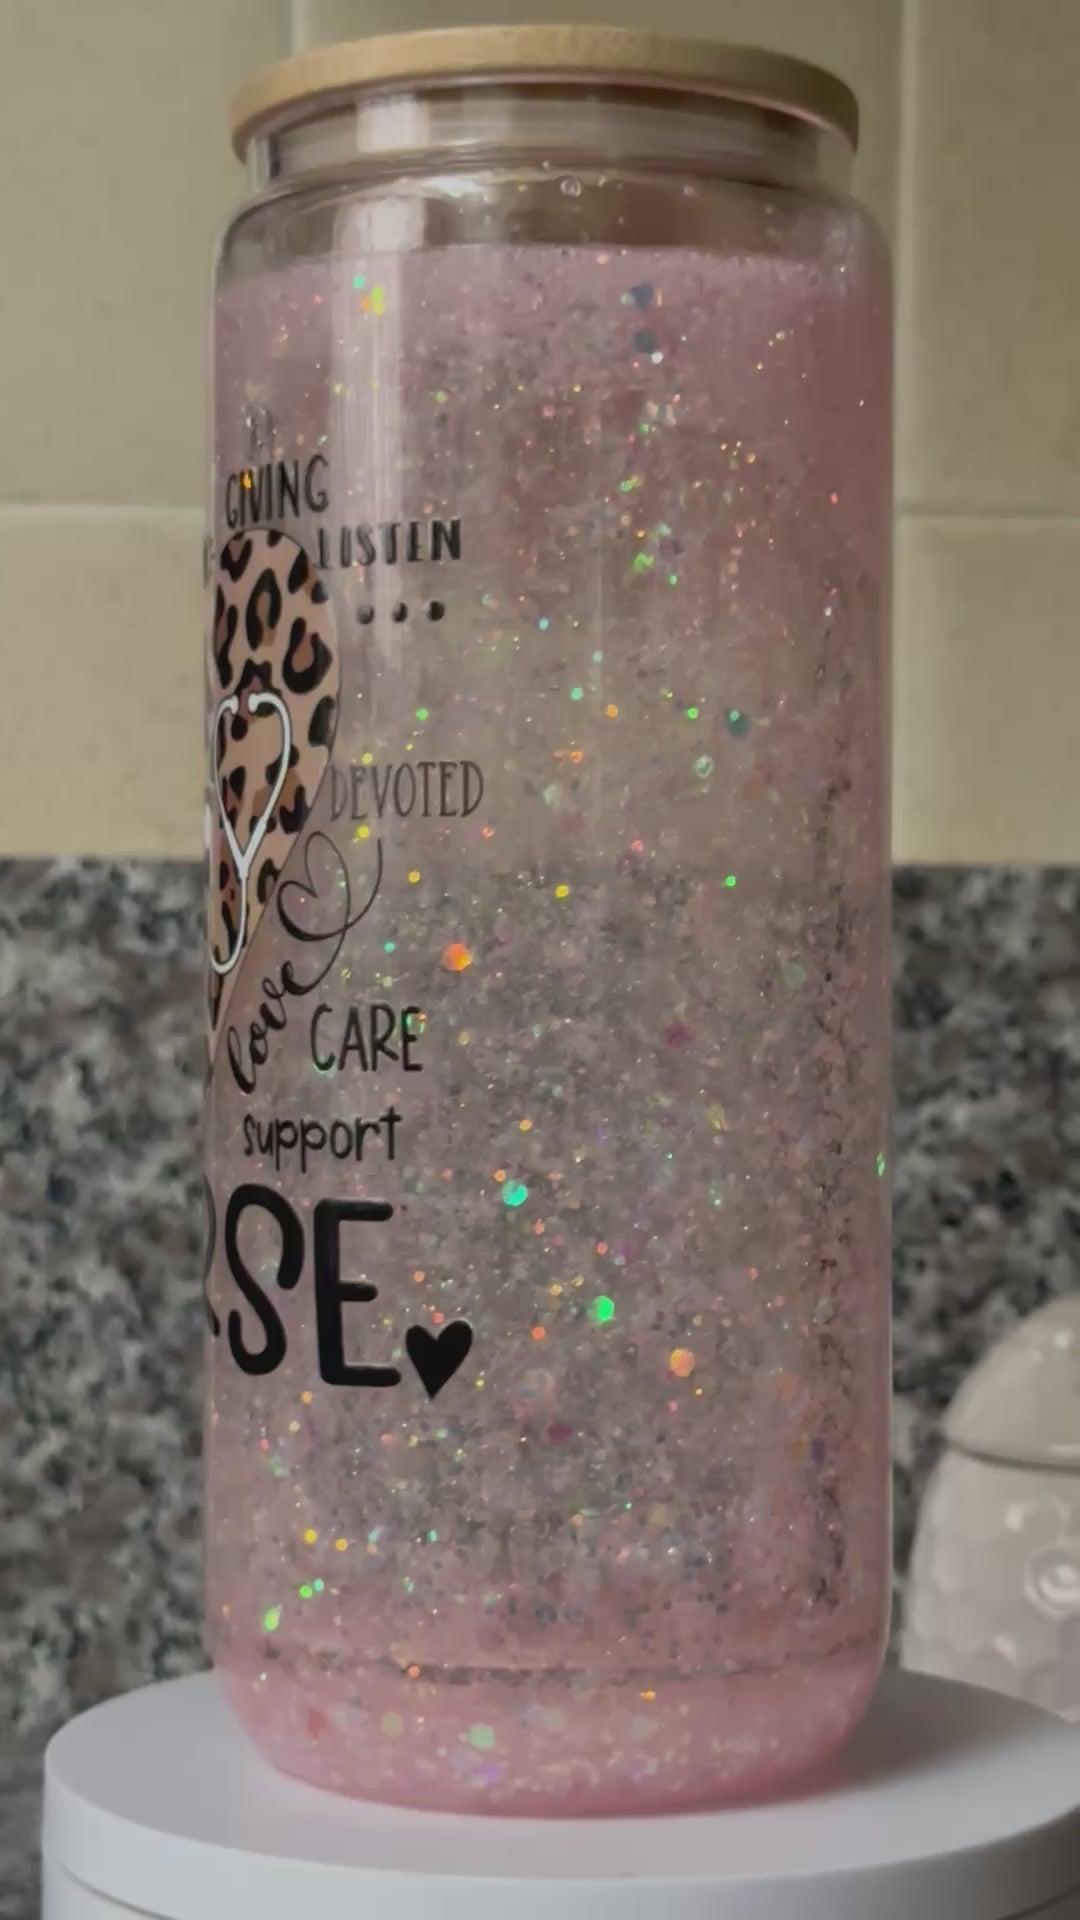 GIVING
LISTEN
DEVOTED
love
CARE
support
RSE